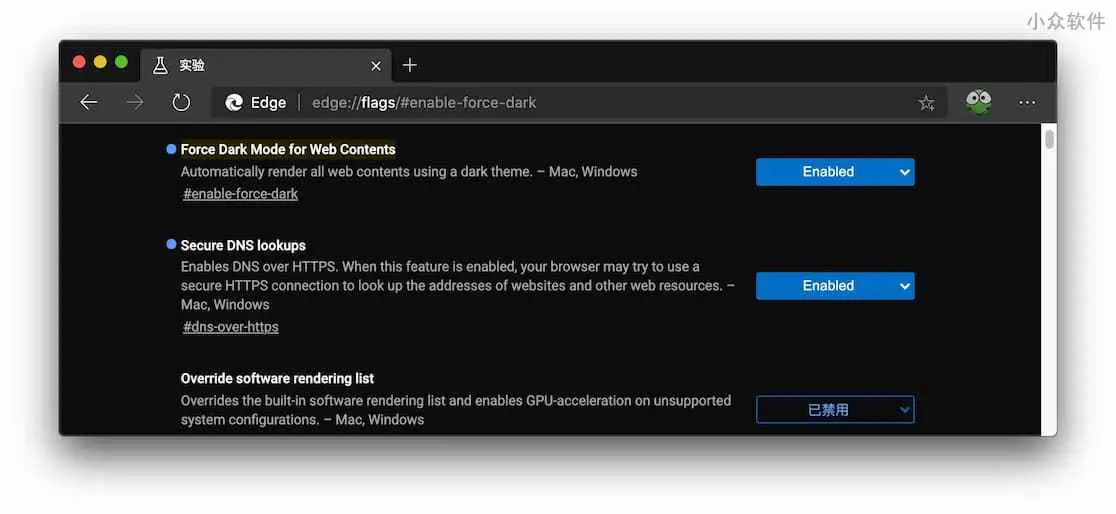 小众软件
实验
Edge edge://flags/#enable-force-dark
Force Dark Mode for Web Contents
Automatically render all web contents using a dark theme. – Mac, Windows
#enable-force-dark
Enabled
Secure DNS lookups
Enables DNS over HTTPS. When this feature is enabled, your browser may try to use a
secure HTTPS connection to look up the addresses of websites and other web resources. –
Mac, Windows
#dns-over-https
Enabled
Override software rendering list
Overrides the built-in software rendering list and enables GPU-acceleration on unsupported
system configurations. – Mac, Windows
已禁用